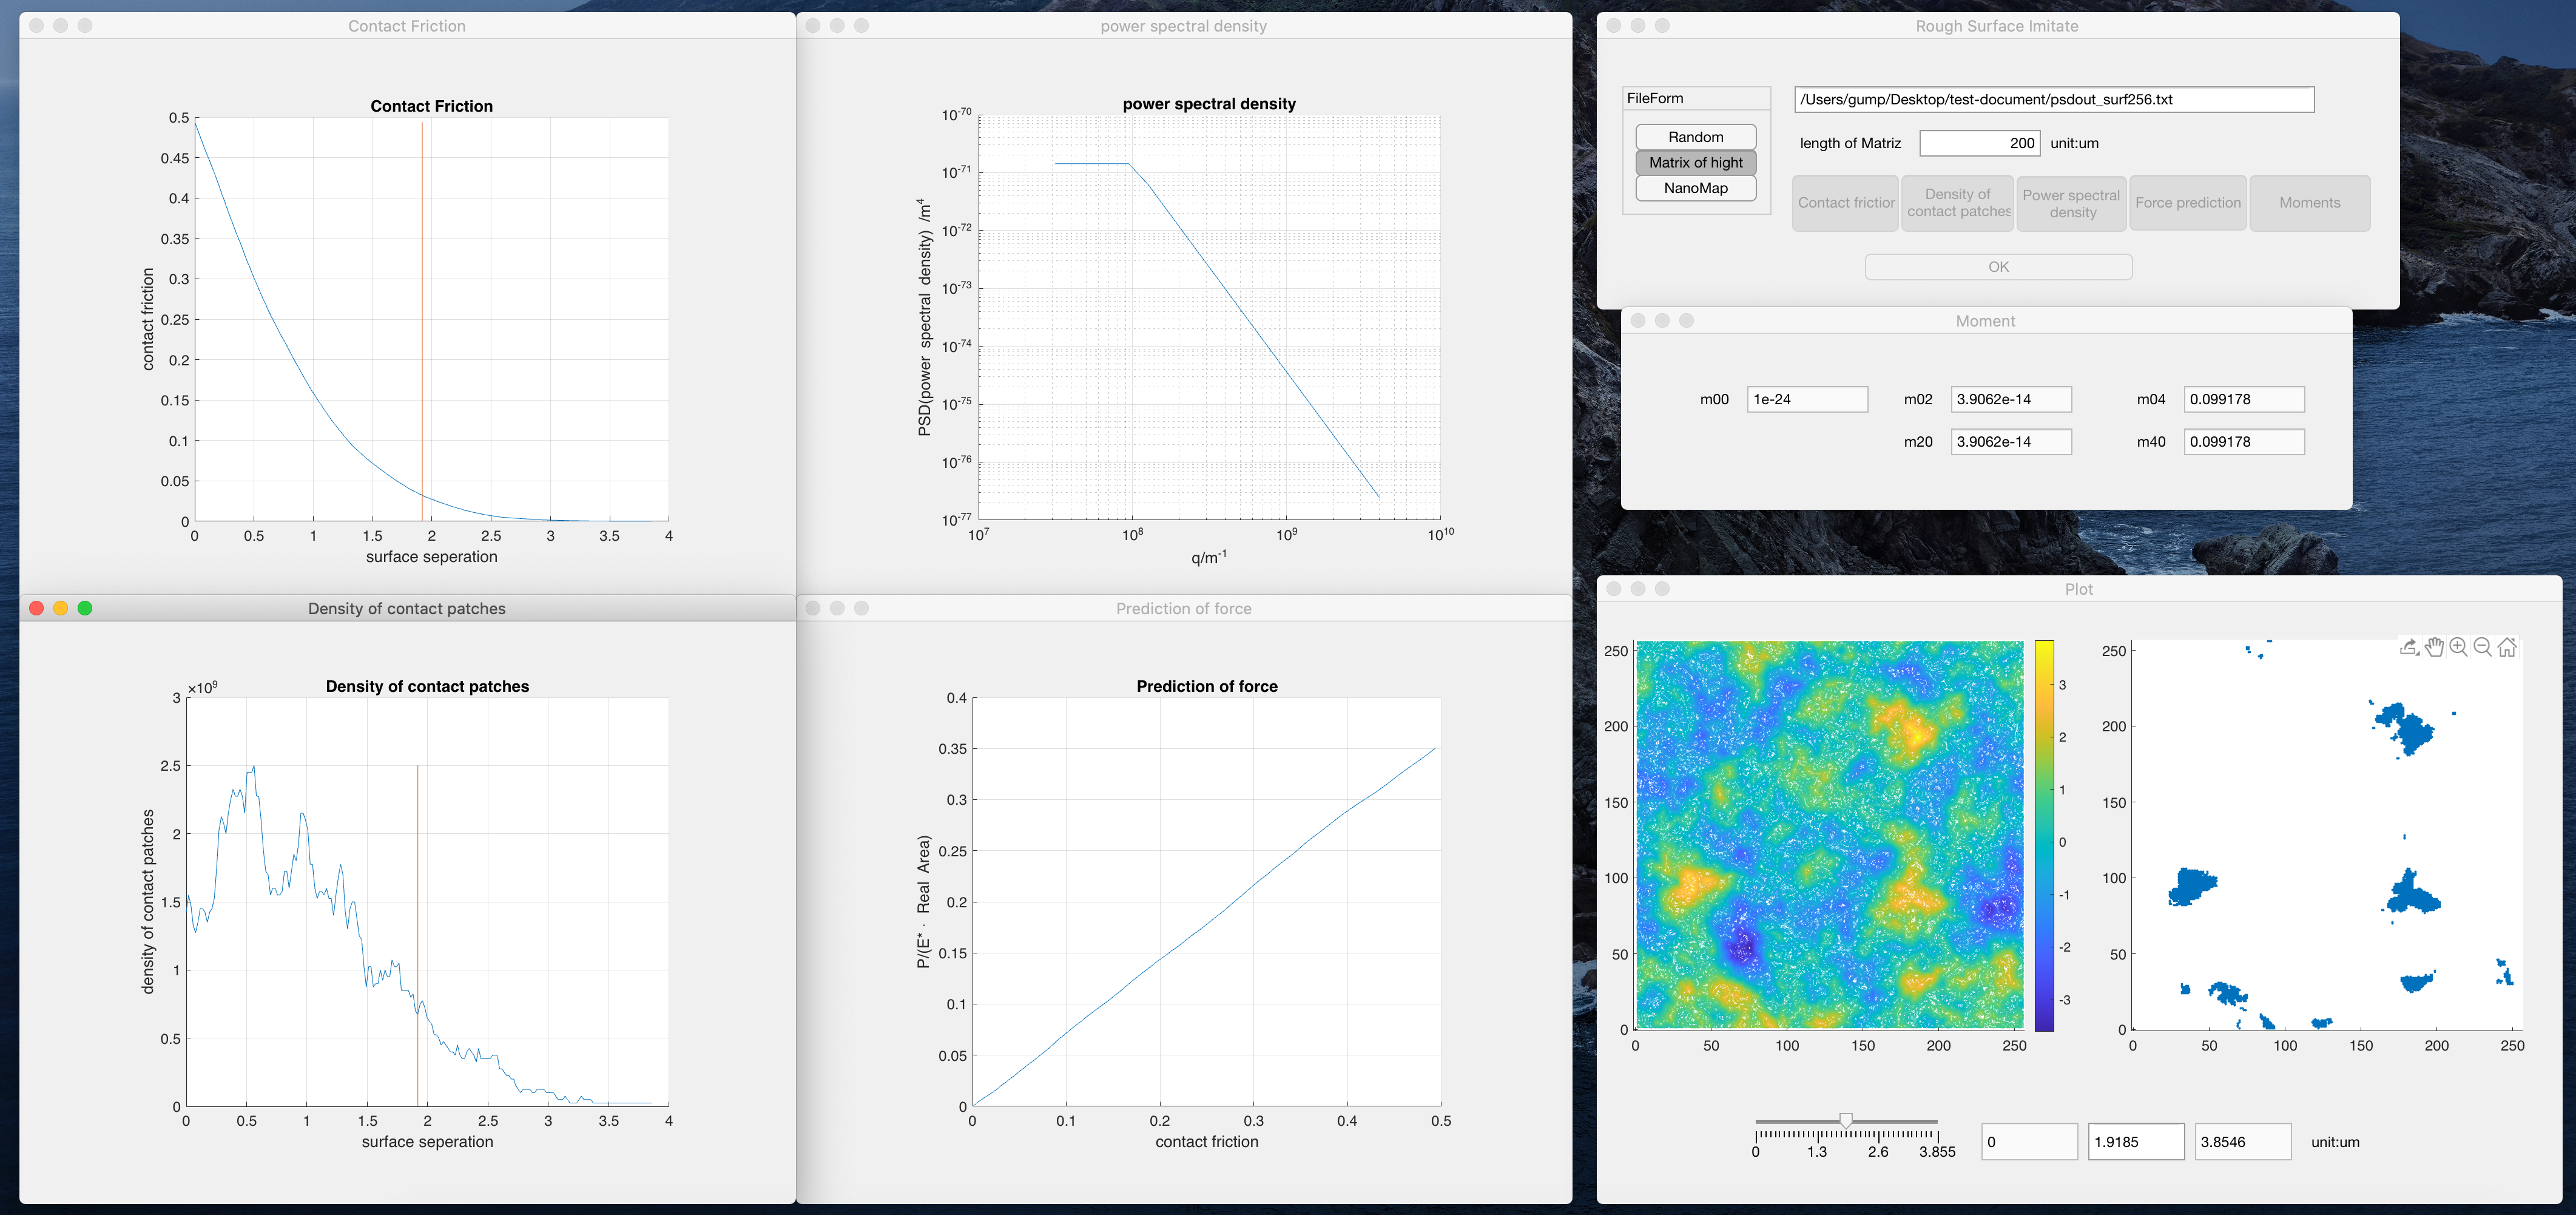 Contact Friction
Contact Friction
0.5
0.45
0.4
0.35
0.3
0.25
0.2
0.15
0.1
0.05
0
contact friction
0 0.5 1 1.5 2 2.5 3 3.5 4
surface seperation
power spectral density
power spectral density
10-70
10-71
10-72
10-73
10-74
10-75
10-76
10-77
PSD(power spectral density) /m4
107 108 109 1010
q/m-1
Rough Surface Imitate
FileForm
Random
Matrix of hight
NanoMap
/Users/gump/Desktop/test-document/psdout_surf256.txt
length of Matriz 200 unit:um
Contact frictior
Density of
contact patches
Power spectral
density
Force prediction
Moments
OK
Moment
m00 1e-24 m02 3.9062e-14 m04 0.099178
m20 3.9062e-14 m40 0.099178
Density of contact patches
Density of contact patches
×109
3
2.5
2
1.5
1
0.5
0
density of contact patches
0 0.5 1 1.5 2 2.5 3 3.5 4
surface seperation
Prediction of force
Prediction of force
0.4
0.35
0.3
0.25
0.2
0.15
0.1
0.05
0
P/(E* · Real Area)
0 0.1 0.2 0.3 0.4 0.5
contact friction
Plot
250
200
150
100
50
0
0 50 100 150 200 250
3
2
1
0
-1
-2
-3
250
200
150
100
50
0
0 50 100 150 200 250
0 1.3 2.6 3.855
0 1.9185 3.8546 unit:um